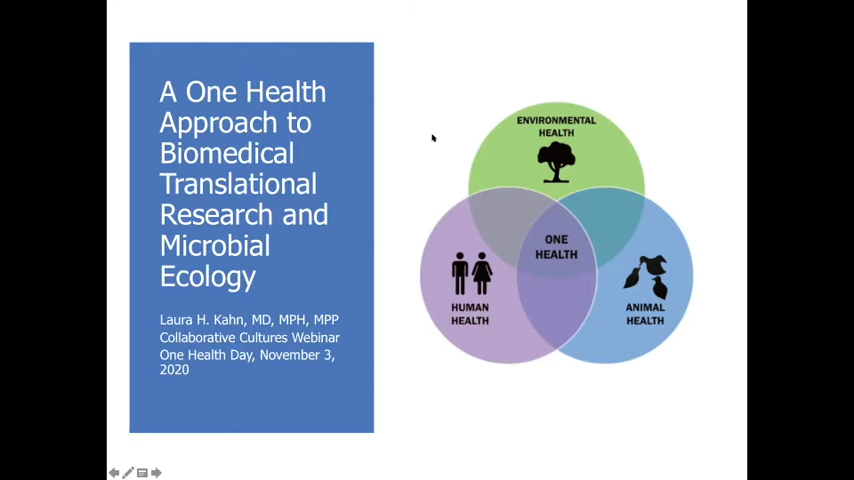 A One Health
Approach to
Biomedical
Translational
Research and
Microbial
Ecology
Laura H. Kahn, MD, MPH, MPP
Collaborative Cultures Webinar
One Health Day, November 3,
2020
ENVIRONMENTAL
HEALTH
ONE
HEALTH
HUMAN
HEALTH
ANIMAL
HEALTH